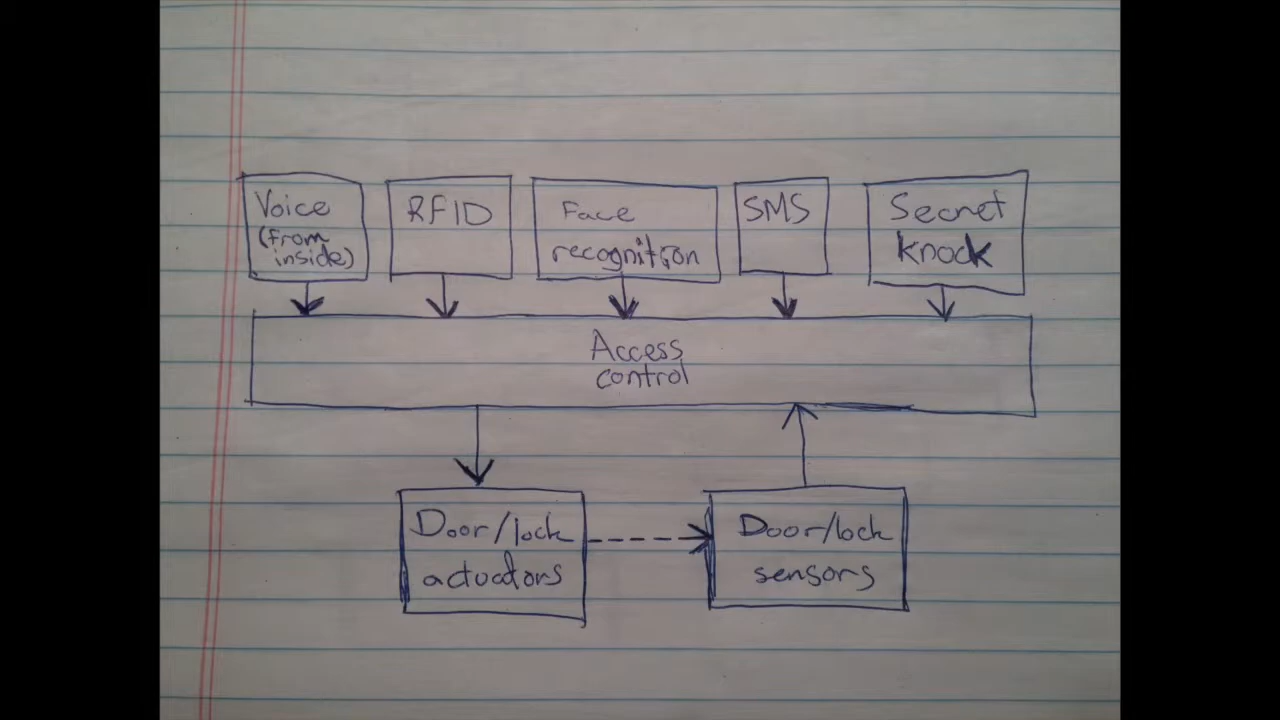 Voice
(from
inside)
RFID
Face
recognition
SMS
Secret
knock
Access
control
Door/lock
actuators
Door/lock
sensors